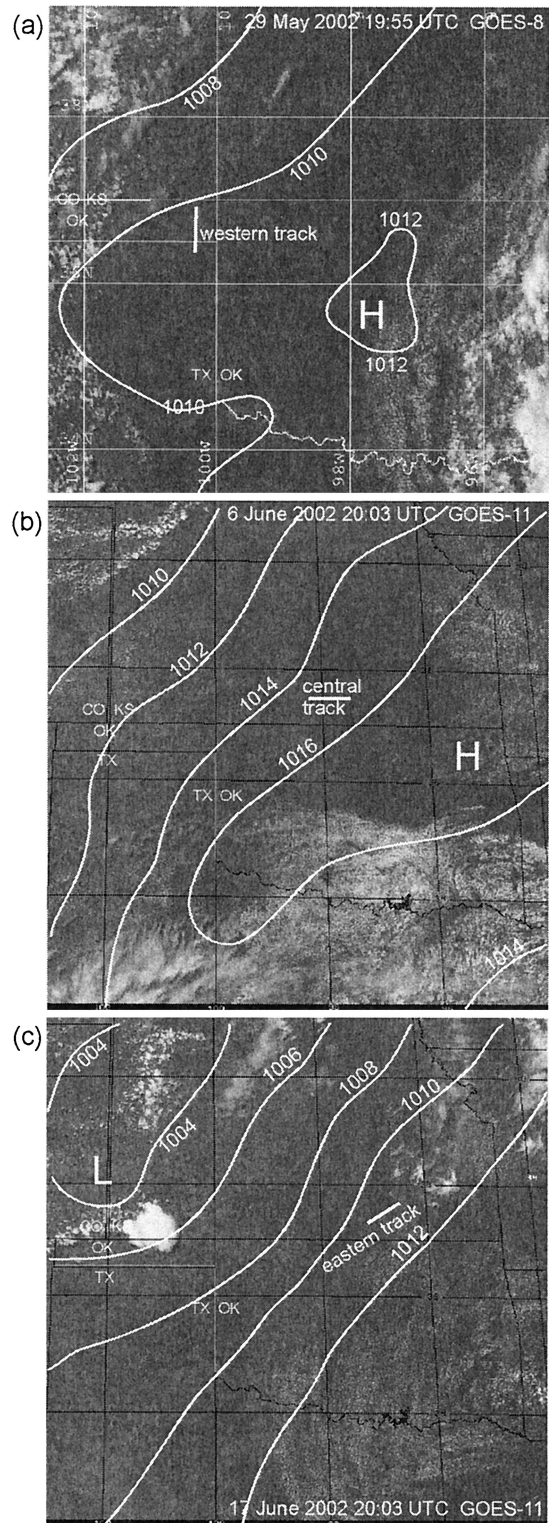 (a)
29 May 2002 19:55 UTC GOES-8
1008
1010
CO KS
OK
western track
1012
H
1012
TX OK
1010
102W
100W
98W
96W
(b)
6 June 2002 20:03 UTC GOES-11
1010
1012
1014
central
track
CO KS
OK
TX
1016
H
TX OK
1014
(c)
1004
1006
1008
1010
1004
L
OK
TX
eastern track
1012
TX OK
17 June 2002 20:03 UTC GOES-11